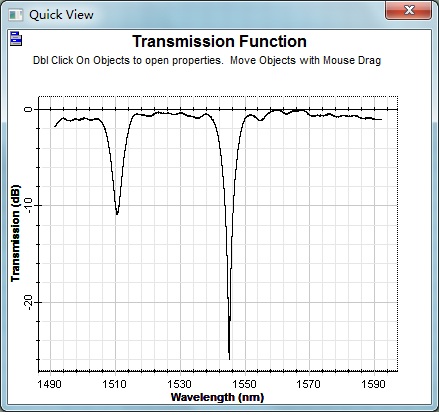 Quick View
Transmission Function
Dbl Click On Objects to open properties. Move Objects with Mouse Drag
0
-10
-20
Transmission (dB)
1490 1510 1530 1550 1570 1590
Wavelength (nm)